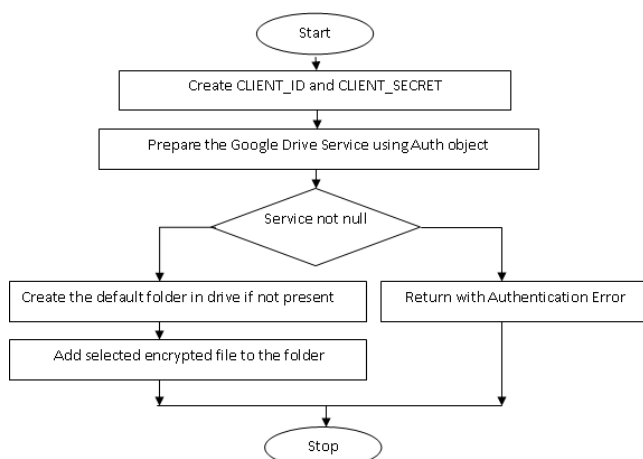 Start
Create CLIENT_ID and CLIENT_SECRET
Prepare the Google Drive Service using Auth object
Service not null
Create the default folder in drive if not present
Return with Authentication Error
Add selected encrypted file to the folder
Stop